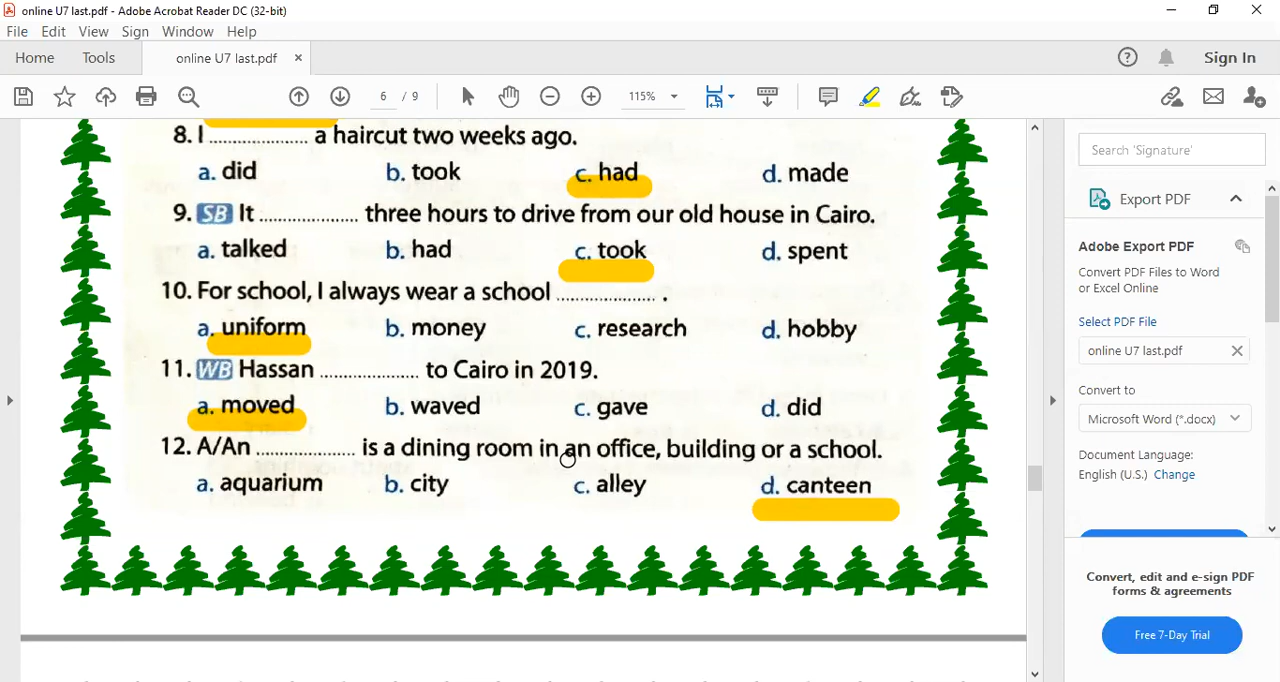 online U7 last.pdf - Adobe Acrobat Reader DC (32-bit)
File Edit View Sign Window Help
Home Tools online U7 last.pdf × Sign In
6 / 9 115%
8. I .................... a haircut two weeks ago.
a. did b. took c. had d. made
9. SB It .................... three hours to drive from our old house in Cairo.
a. talked b. had c. took d. spent
10. For school, I always wear a school .................... .
a. uniform b. money c. research d. hobby
11. WB Hassan .................... to Cairo in 2019.
a. moved b. waved c. gave d. did
12. A/An .................... is a dining room in an office, building or a school.
a. aquarium b. city c. alley d. canteen
Search 'Signature'
Export PDF
Adobe Export PDF
Convert PDF Files to Word
or Excel Online
Select PDF File
online U7 last.pdf
Convert to
Microsoft Word (*.docx)
Document Language:
English (U.S.) Change
Convert, edit and e-sign PDF
forms & agreements
Free 7-Day Trial